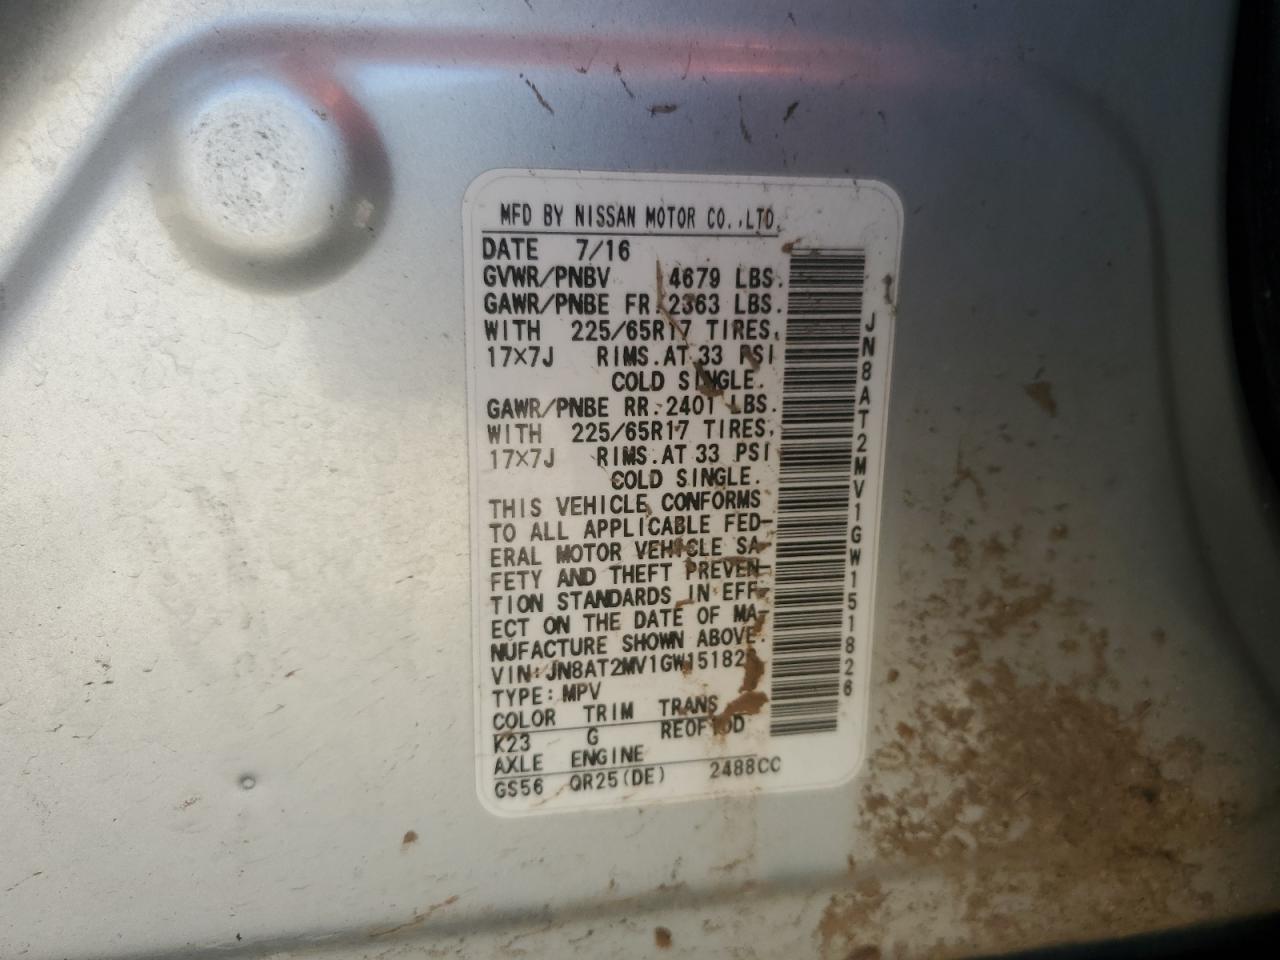 MFD BY NISSAN MOTOR CO.,LTD.
DATE 7/16
GVWR/PNBV 4679 LBS.
GAWR/PNBE FR. 2363 LBS.
WITH 225/65R17 TIRES,
17×7J RIMS.AT 33 PSI
COLD SINGLE.
GAWR/PNBE RR. 2401 LBS.
WITH 225/65R17 TIRES,
17×7J RIMS.AT 33 PSI
COLD SINGLE.
THIS VEHICLE CONFORMS
TO ALL APPLICABLE FED-
ERAL MOTOR VEHICLE SA-
FETY AND THEFT PREVEN-
TION STANDARDS IN EFF-
ECT ON THE DATE OF MA-
NUFACTURE SHOWN ABOVE.
VIN: JN8AT2MV1GW151826
TYPE: MPV
COLOR TRIM TRANS
K23 G
AXLE ENGINE
GS56 QR25(DE) 2488CC
JN8AT2MV1GW151826